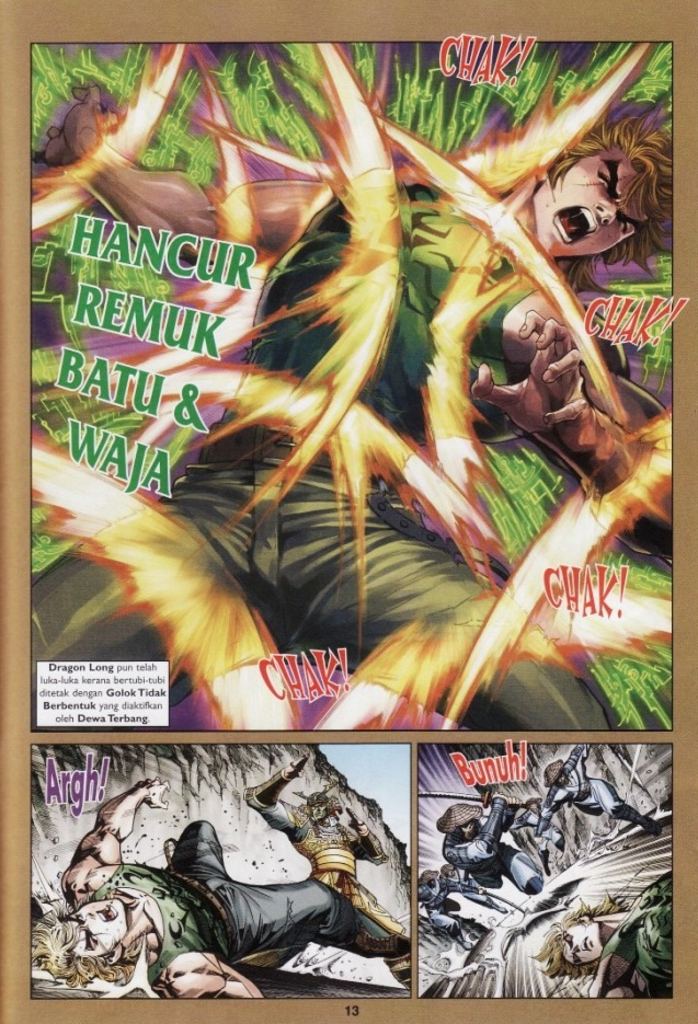 CHAK!
HANCUR
REMUK
BATU &
WAJA
CHAK!
CHAK!
CHAK!
Dragon Long pun telah
luka-luka kerana bertubi-tubi
ditetak dengan Golok Tidak
Berbentuk yang diaktifkan
oleh Dewa Terbang.
Argh!
Bunuh!
13